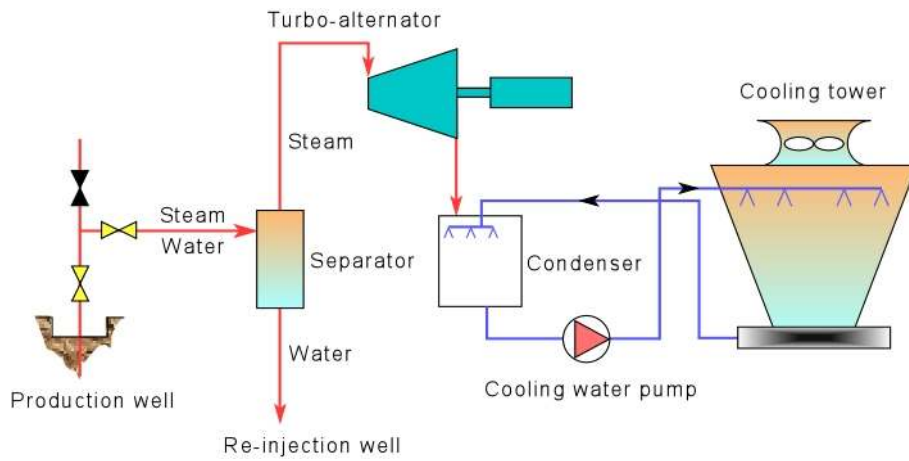 Turbo-alternator
Cooling tower
Steam
Steam
Water
Separator
Condenser
Water
Cooling water pump
Production well
Re-injection well